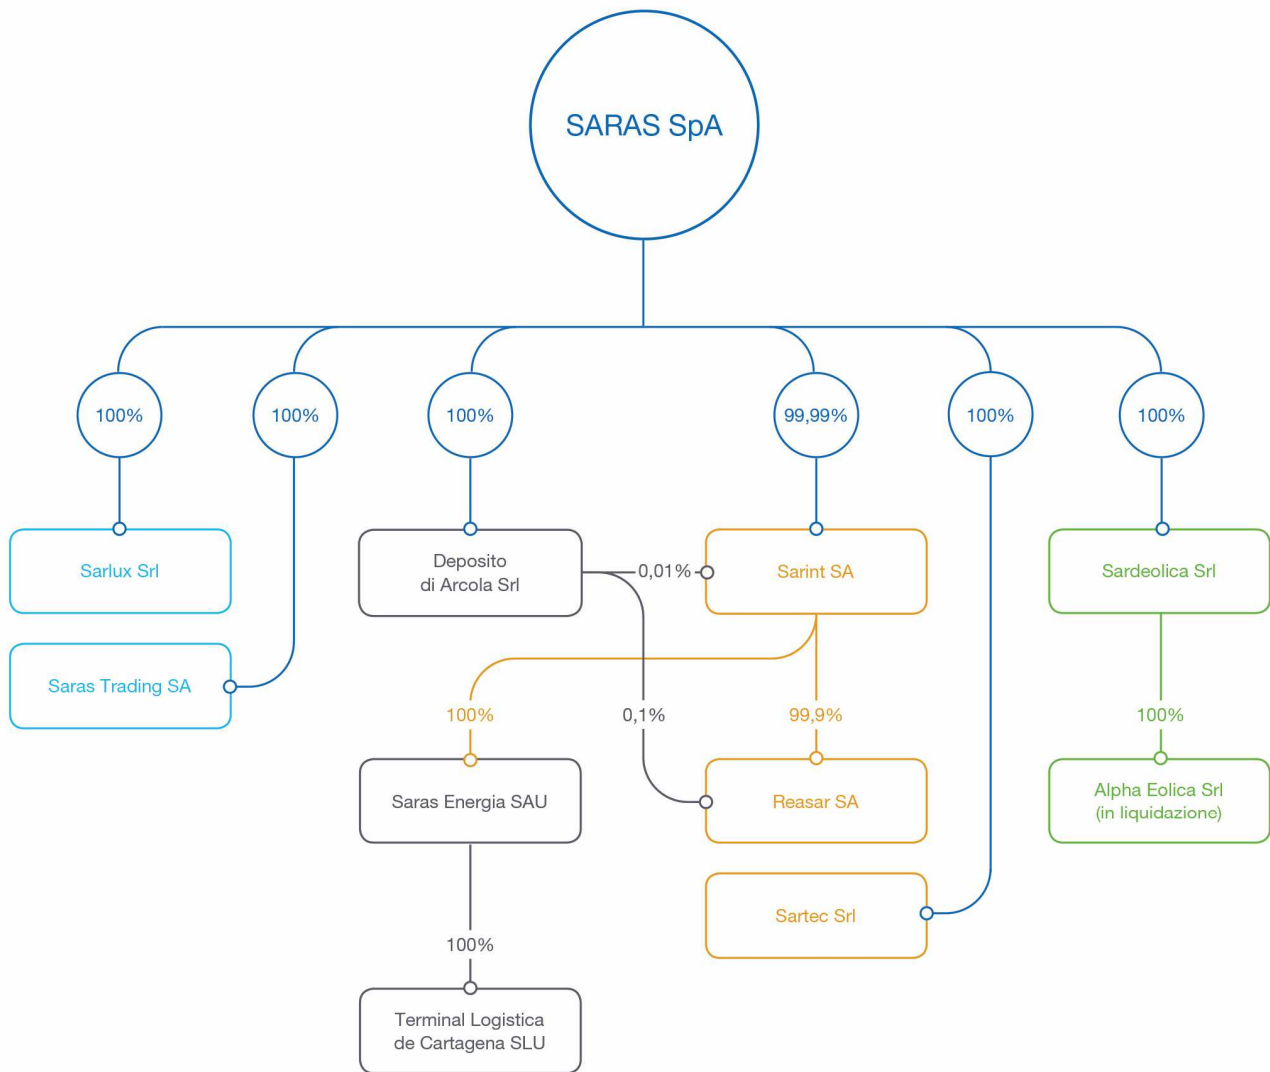 SARAS SpA
100%
100%
100%
99,99%
100%
100%
Sarlux Srl
Deposito
di Arcola Srl
0,01%
Sarint SA
Sardeolica Srl
Saras Trading SA
100%
0,1%
99,9%
100%
Saras Energia SAU
Reasar SA
Alpha Eolica Srl
(in liquidazione)
Sartec Srl
100%
Terminal Logistica
de Cartagena SLU